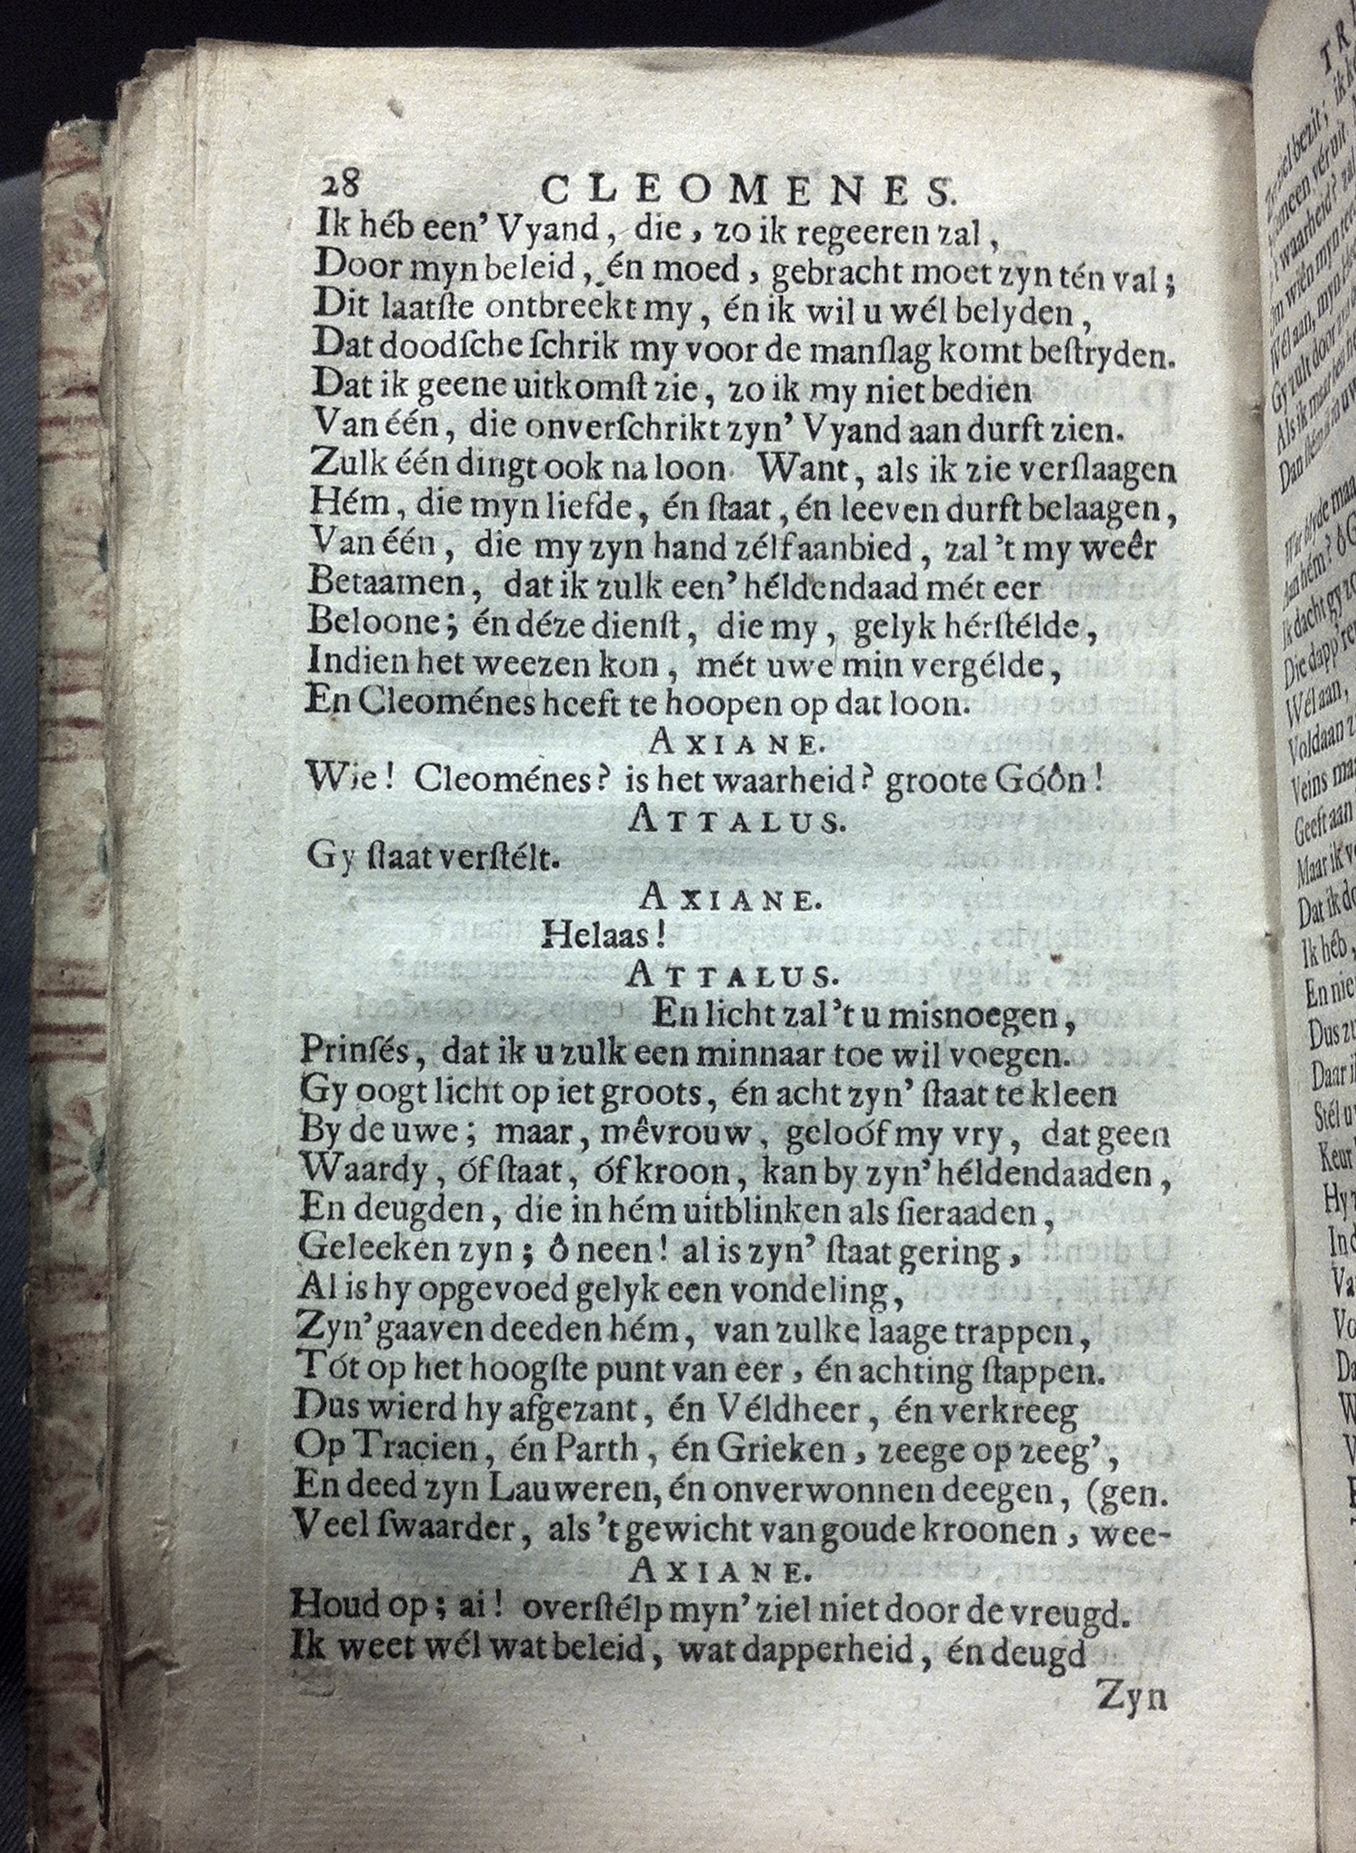 28 CLEOMENES.
Ik héb een' Vyand, die, zo ik regeeren zal,
Door myn beleid, én moed, gebracht moet zyn tén val;
Dit laatſte ontbreekt my, én ik wil u wél belyden,
Dat doodſche ſchrik my voor de manſlag komt beſtryden.
Dat ik geene uitkomſt zie, zo ik my niet bedien
Van één, die onverſchrikt zyn' Vyand aan durft zien.
Zulk één dingt ook na loon. Want, als ik zie verſlaagen
Hém, die myn liefde, én ſtaat, én leeven durft belaagen,
Van één, die my zyn hand zélf aanbied, zal 't my weêr
Betaamen, dat ik zulk een' héldendaad mét eer
Beloone; én déze dienſt, die my, gelyk hérſtélde,
Indien het weezen kon, mét uwe min vergélde,
En Cleoménes heeft te hoopen op dat loon.
AXIANE.
Wie! Cleoménes? is het waarheid? groote Góôn!
ATTALUS.
Gy ſtaat verſtélt.
AXIANE.
Helaas!
ATTALUS.
En licht zal 't u misnoegen,
Prinſés, dat ik u zulk een minnaar toe wil voegen.
Gy oogt licht op iet groots, én acht zyn' ſtaat te kleen
By de uwe; maar, mêvrouw, geloóf my vry, dat geen
Waardy, óf ſtaat, óf kroon, kan by zyn' héldendaaden,
En deugden, die in hém uitblinken als ſieraaden,
Geleeken zyn; ô neen! al is zyn' ſtaat gering,
Al is hy opgevoed gelyk een vondeling,
Zyn' gaaven deeden hém, van zulke laage trappen,
Tót op het hoogſte punt van eer, én achting ſtappen.
Dus wierd hy afgezant, én Véldheer, én verkreeg
Op Tracien, én Parth, én Grieken, zeege op zeeg',
En deed zyn Lauweren, én onverwonnen deegen, (gen.
Veel ſwaarder, als 't gewicht van goude kroonen, wee-
AXIANE.
Houd op; ai! overſtélp myn' ziel niet door de vreugd.
Ik weet wél wat beleid, wat dapperheid, én deugd
Zyn